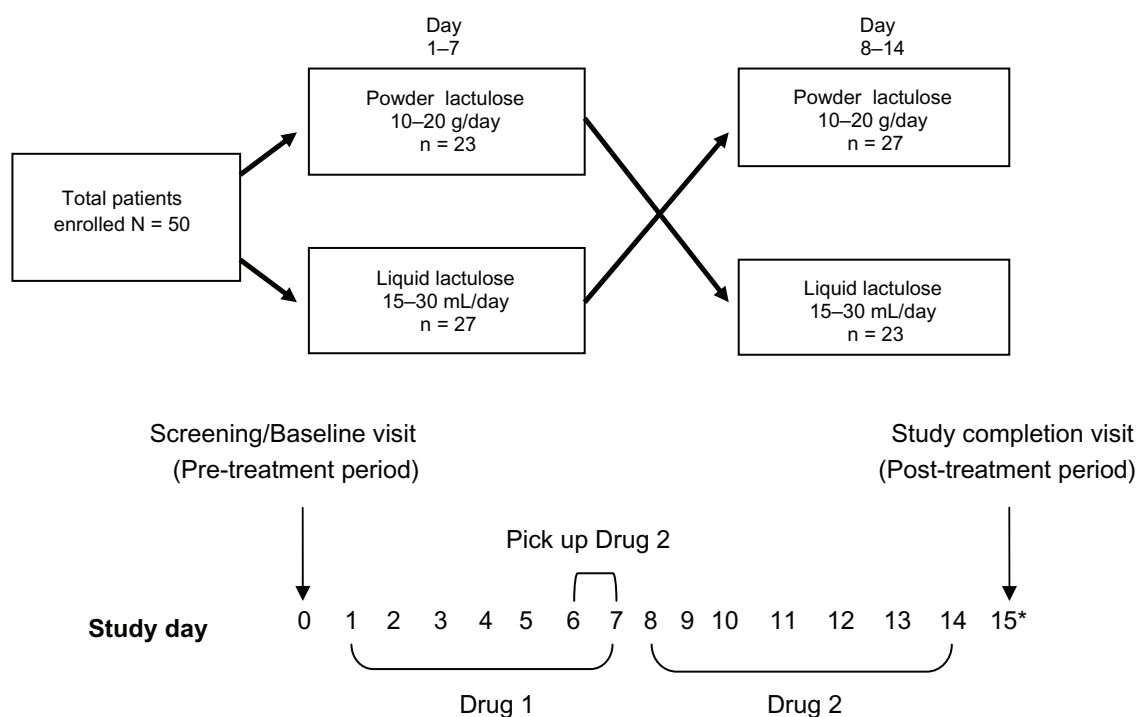 Day
1–7
Day
8–14
Total patients
enrolled N = 50
Powder lactulose
10–20 g/day
n = 23
Liquid lactulose
15–30 mL/day
n = 27
Powder lactulose
10–20 g/day
n = 27
Liquid lactulose
15–30 mL/day
n = 23
Screening/Baseline visit
(Pre-treatment period)
Study completion visit
(Post-treatment period)
Pick up Drug 2
Study day 0 1 2 3 4 5 6 7 8 9 10 11 12 13 14 15*
Drug 1
Drug 2